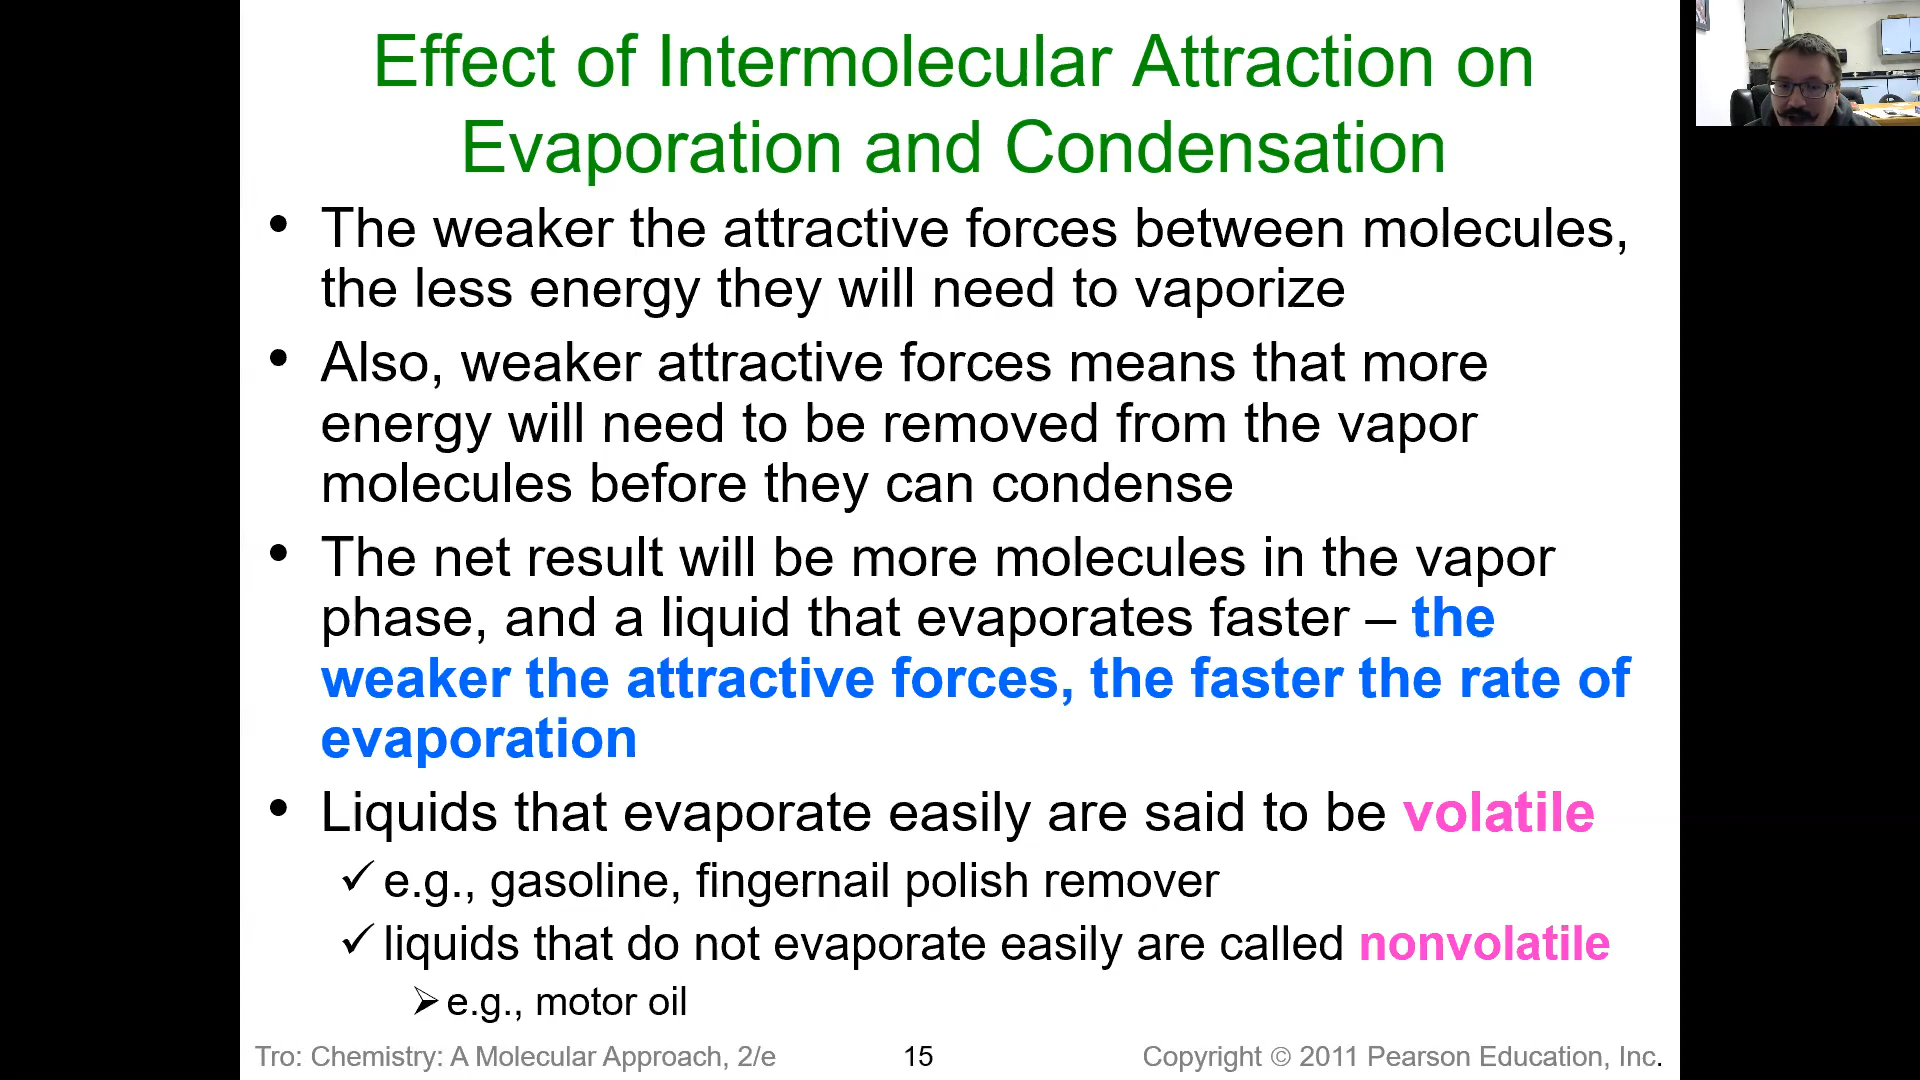 Effect of Intermolecular Attraction on
Evaporation and Condensation
• The weaker the attractive forces between molecules,
the less energy they will need to vaporize
• Also, weaker attractive forces means that more
energy will need to be removed from the vapor
molecules before they can condense
• The net result will be more molecules in the vapor
phase, and a liquid that evaporates faster – the
weaker the attractive forces, the faster the rate of
evaporation
• Liquids that evaporate easily are said to be volatile
✓ e.g., gasoline, fingernail polish remover
✓ liquids that do not evaporate easily are called nonvolatile
➢ e.g., motor oil
Tro: Chemistry: A Molecular Approach, 2/e 15 Copyright © 2011 Pearson Education, Inc.